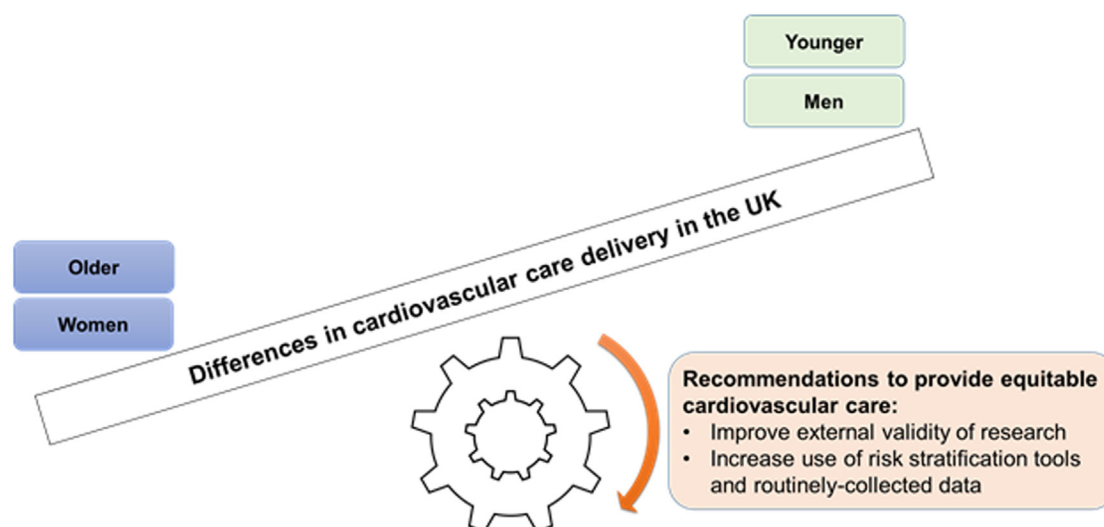 Younger
Men
Differences in cardiovascular care delivery in the UK
Older
Women
Recommendations to provide equitable
cardiovascular care:
• Improve external validity of research
• Increase use of risk stratification tools
and routinely-collected data